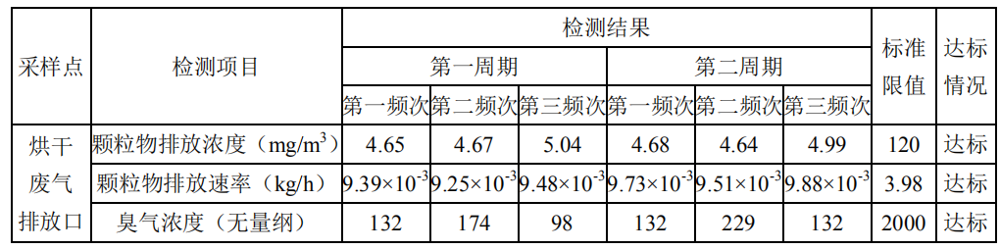 采样点 检测项目 检测结果 标准限值 达标情况
第一周期 第二周期
第一频次 第二频次 第三频次 第一频次 第二频次 第三频次
烘干废气排放口 颗粒物排放浓度（mg/m³） 4.65 4.67 5.04 4.68 4.64 4.99 120 达标
颗粒物排放速率（kg/h） 9.39×10⁻³ 9.25×10⁻³ 9.48×10⁻³ 9.73×10⁻³ 9.51×10⁻³ 9.88×10⁻³ 3.98 达标
臭气浓度（无量纲） 132 174 98 132 229 132 2000 达标